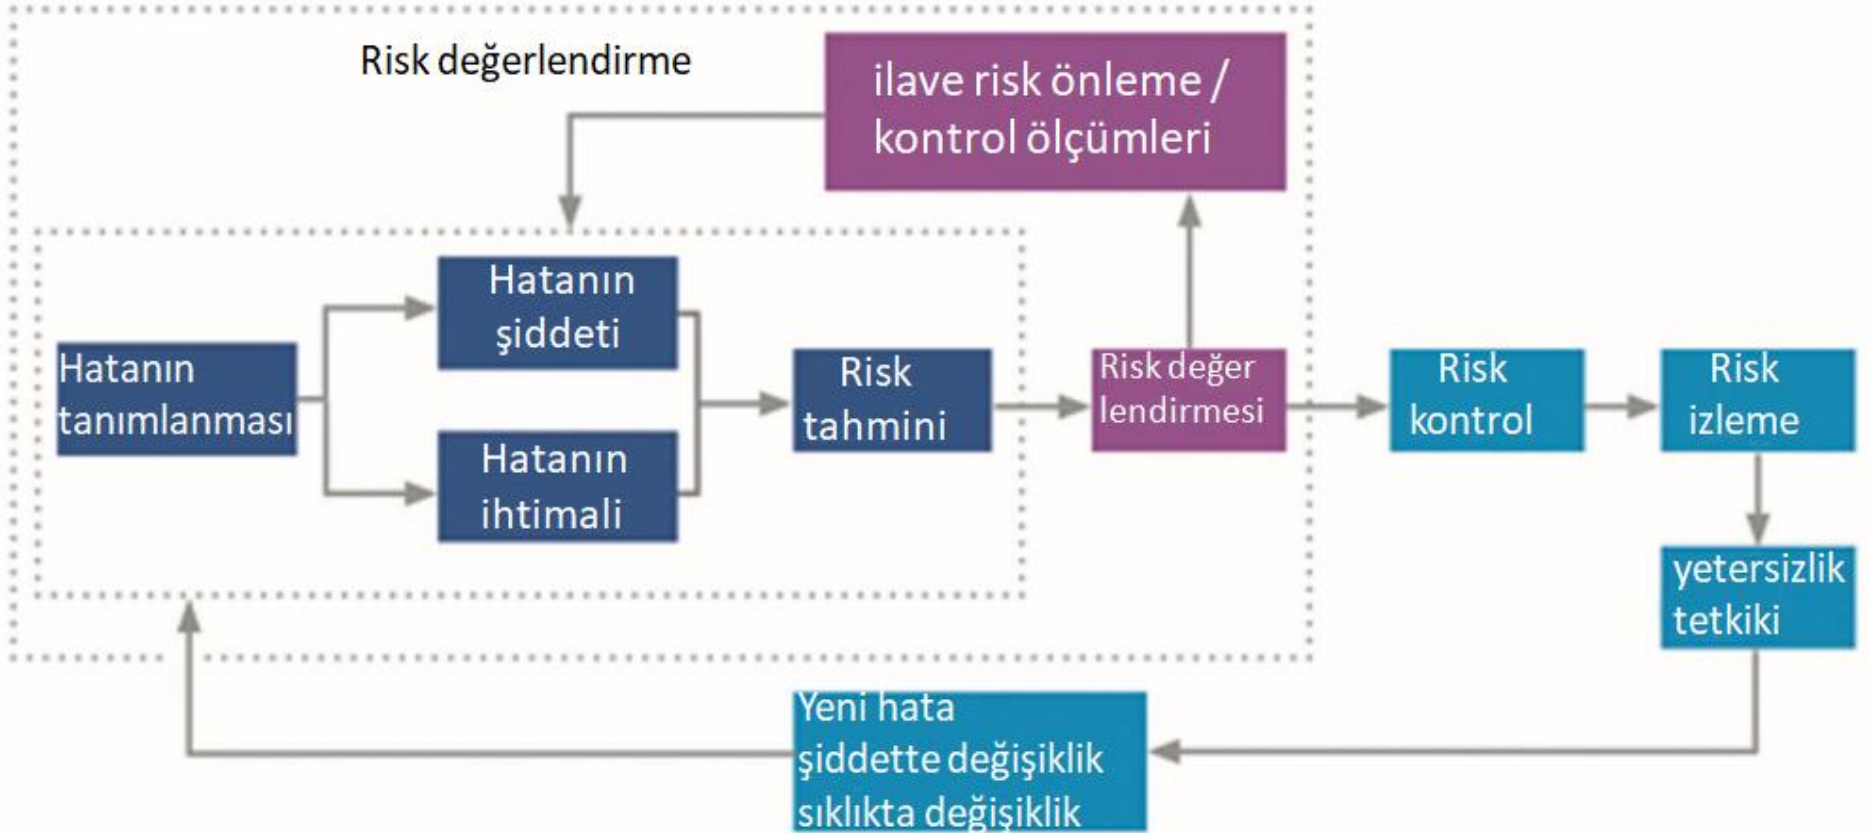 Risk değerlendirme
ilave risk önleme /
kontrol ölçümleri
Hatanın
tanımlanması
Hatanın
şiddeti
Hatanın
ihtimali
Risk
tahmini
Risk değer
lendirmesi
Risk
kontrol
Risk
izleme
yetersizlik
tetkiki
Yeni hata
şiddette değişiklik
sıklıkta değişiklik